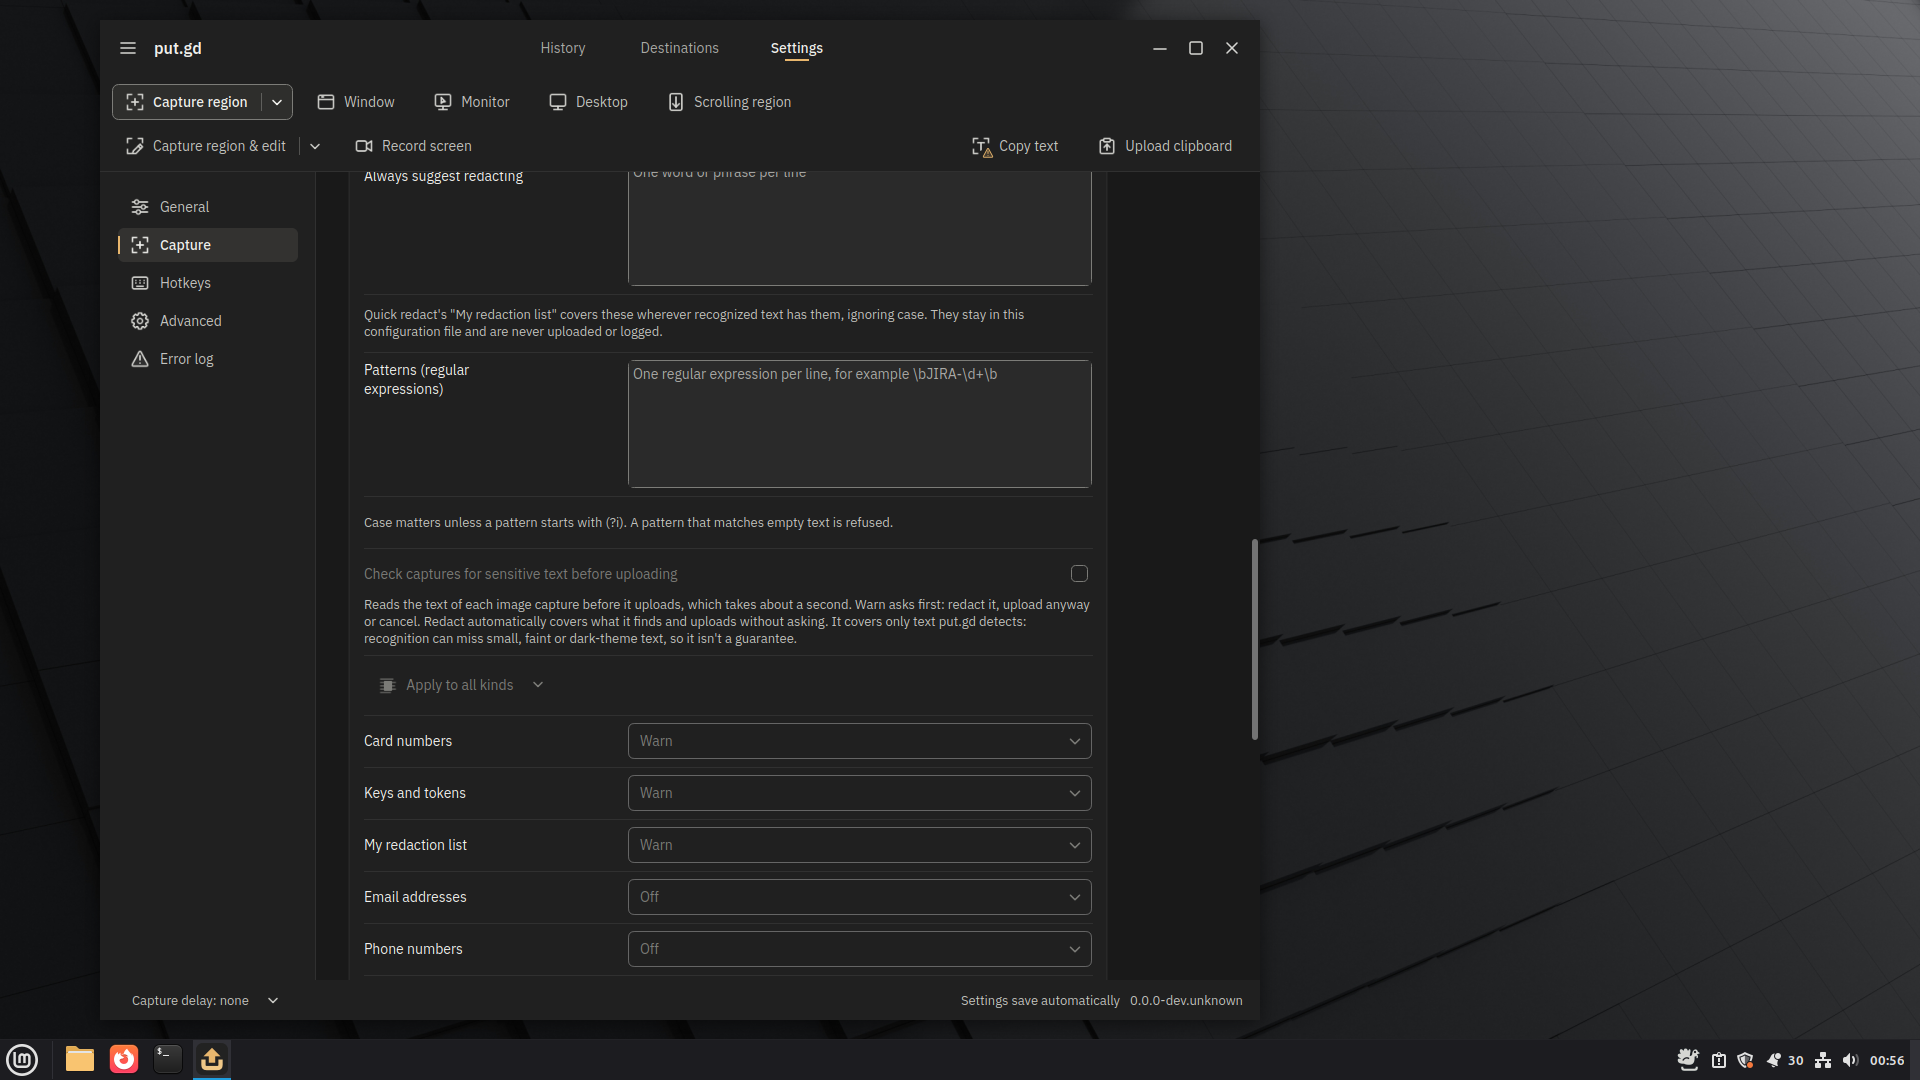 put.gd
History
Destinations
Settings
Capture region
Window
Monitor
Desktop
Scrolling region
Capture region & edit
Record screen
Copy text
Upload clipboard
General
Capture
Hotkeys
Advanced
Error log
Always suggest redacting
One word or phrase per line
Quick redact's "My redaction list" covers these wherever recognized text has them, ignoring case. They stay in this
configuration file and are never uploaded or logged.
Patterns (regular
expressions)
One regular expression per line, for example \bJIRA-\d+\b
Case matters unless a pattern starts with (?i). A pattern that matches empty text is refused.
Check captures for sensitive text before uploading
Reads the text of each image capture before it uploads, which takes about a second. Warn asks first: redact it, upload anyway
or cancel. Redact automatically covers what it finds and uploads without asking. It covers only text put.gd detects:
recognition can miss small, faint or dark-theme text, so it isn't a guarantee.
Apply to all kinds
Card numbers
Warn
Keys and tokens
Warn
My redaction list
Warn
Email addresses
Off
Phone numbers
Off
Capture delay: none
Settings save automatically
0.0.0-dev.unknown
30
00:56